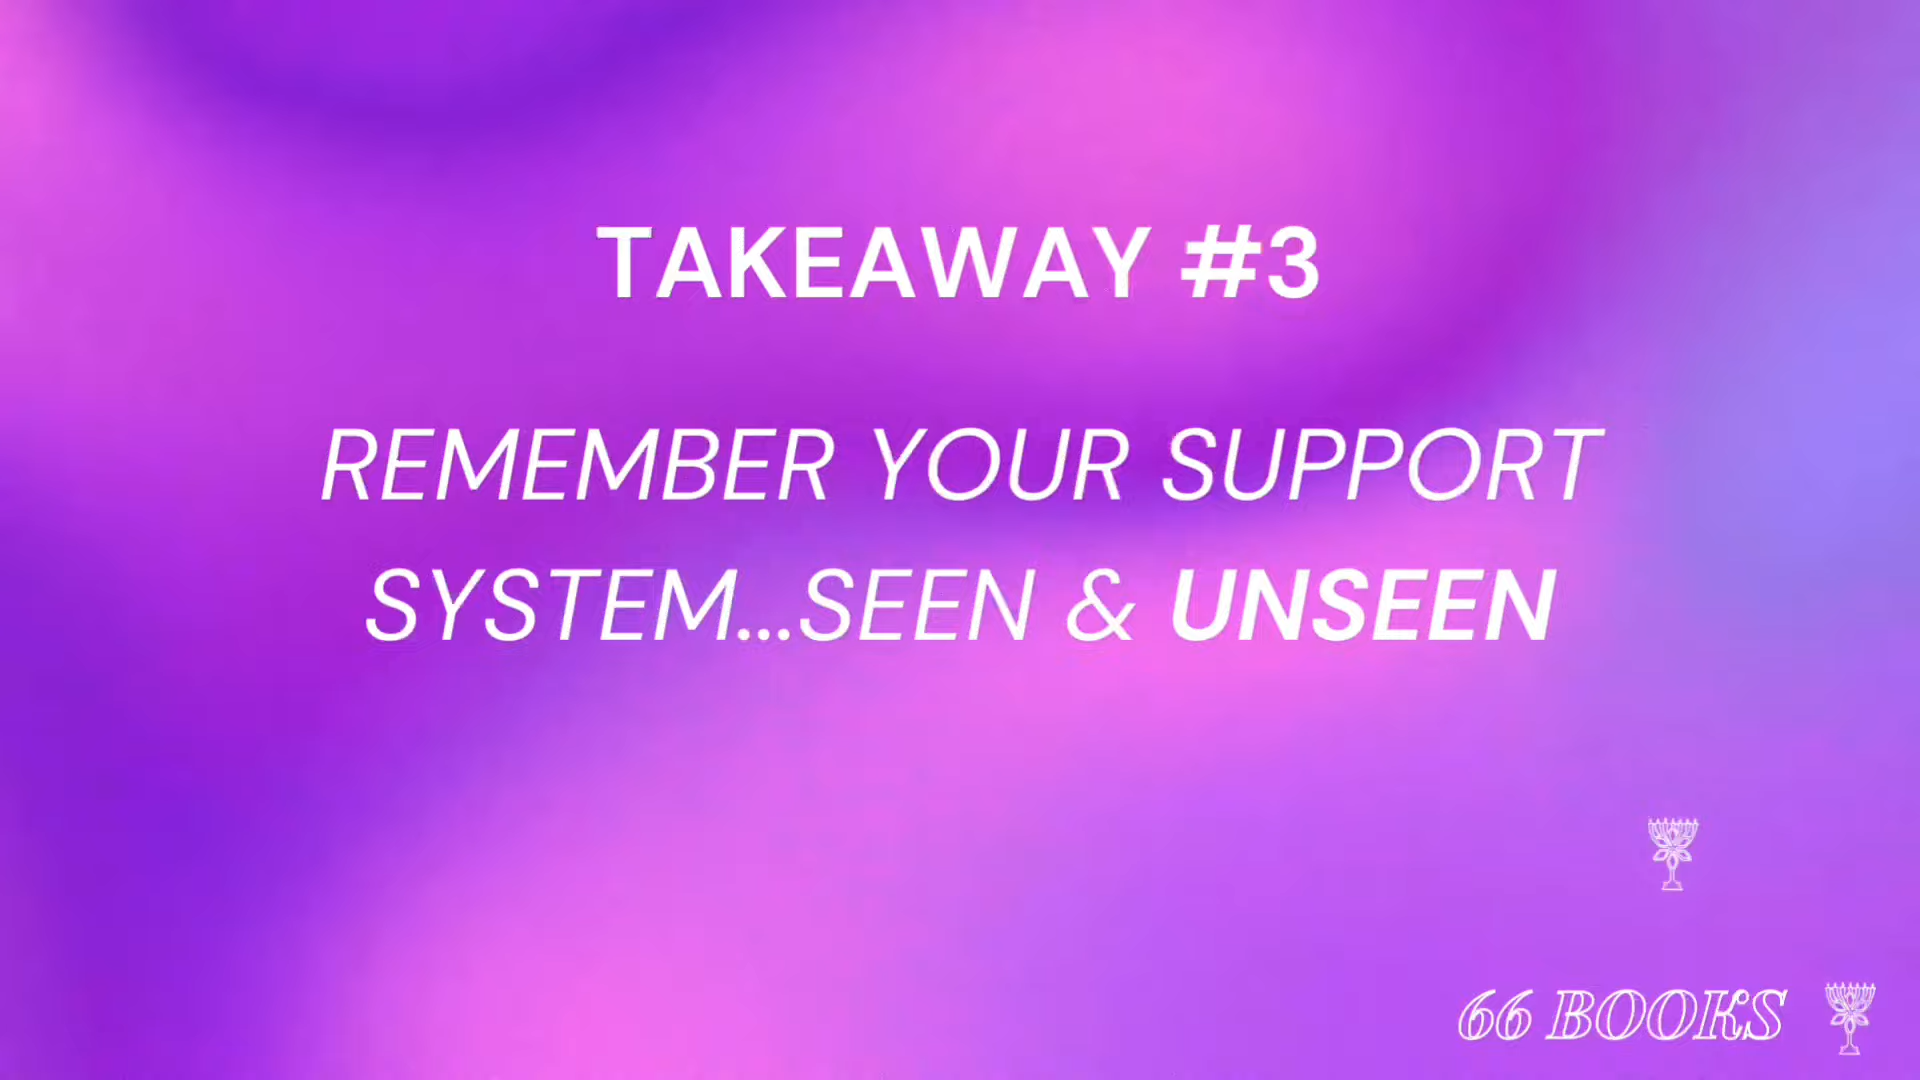 TAKEAWAY #3
REMEMBER YOUR SUPPORT
SYSTEM...SEEN & UNSEEN
66 BOOKS